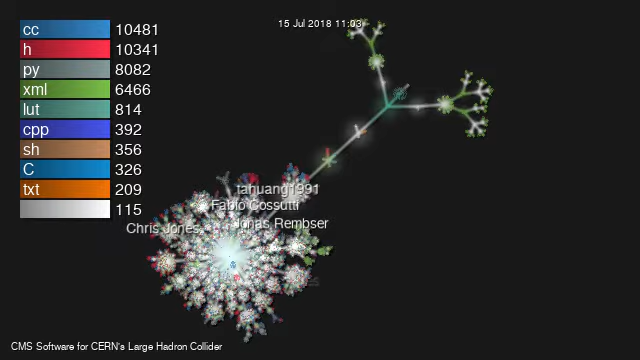 15 Jul 2018 11:03
cc 10481
h 10341
py 8082
xml 6466
lut 814
cpp 392
sh 356
C 326
txt 209
115
tahuang1991
Fabio Cossutti
Jonas Rembser
Chris Jones
CMS Software for CERN's Large Hadron Collider